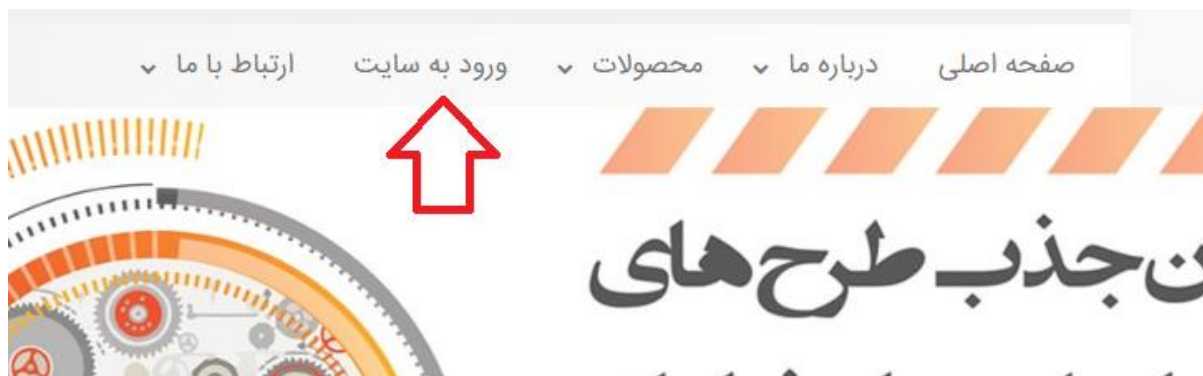 صفحه اصلی درباره ما محصولات ورود به سایت ارتباط با ما
جذب طرح‌های